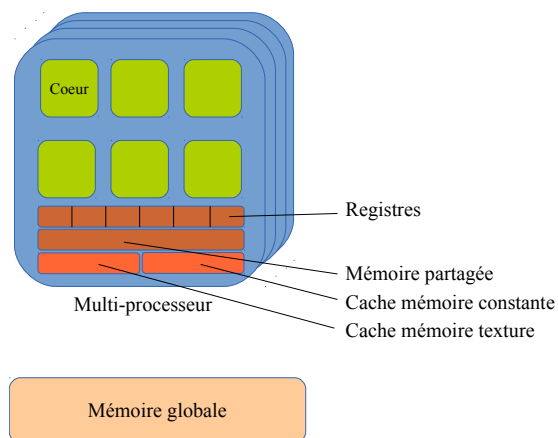 Coeur
Registres
Mémoire partagée
Cache mémoire constante
Cache mémoire texture
Multi-processeur
Mémoire globale